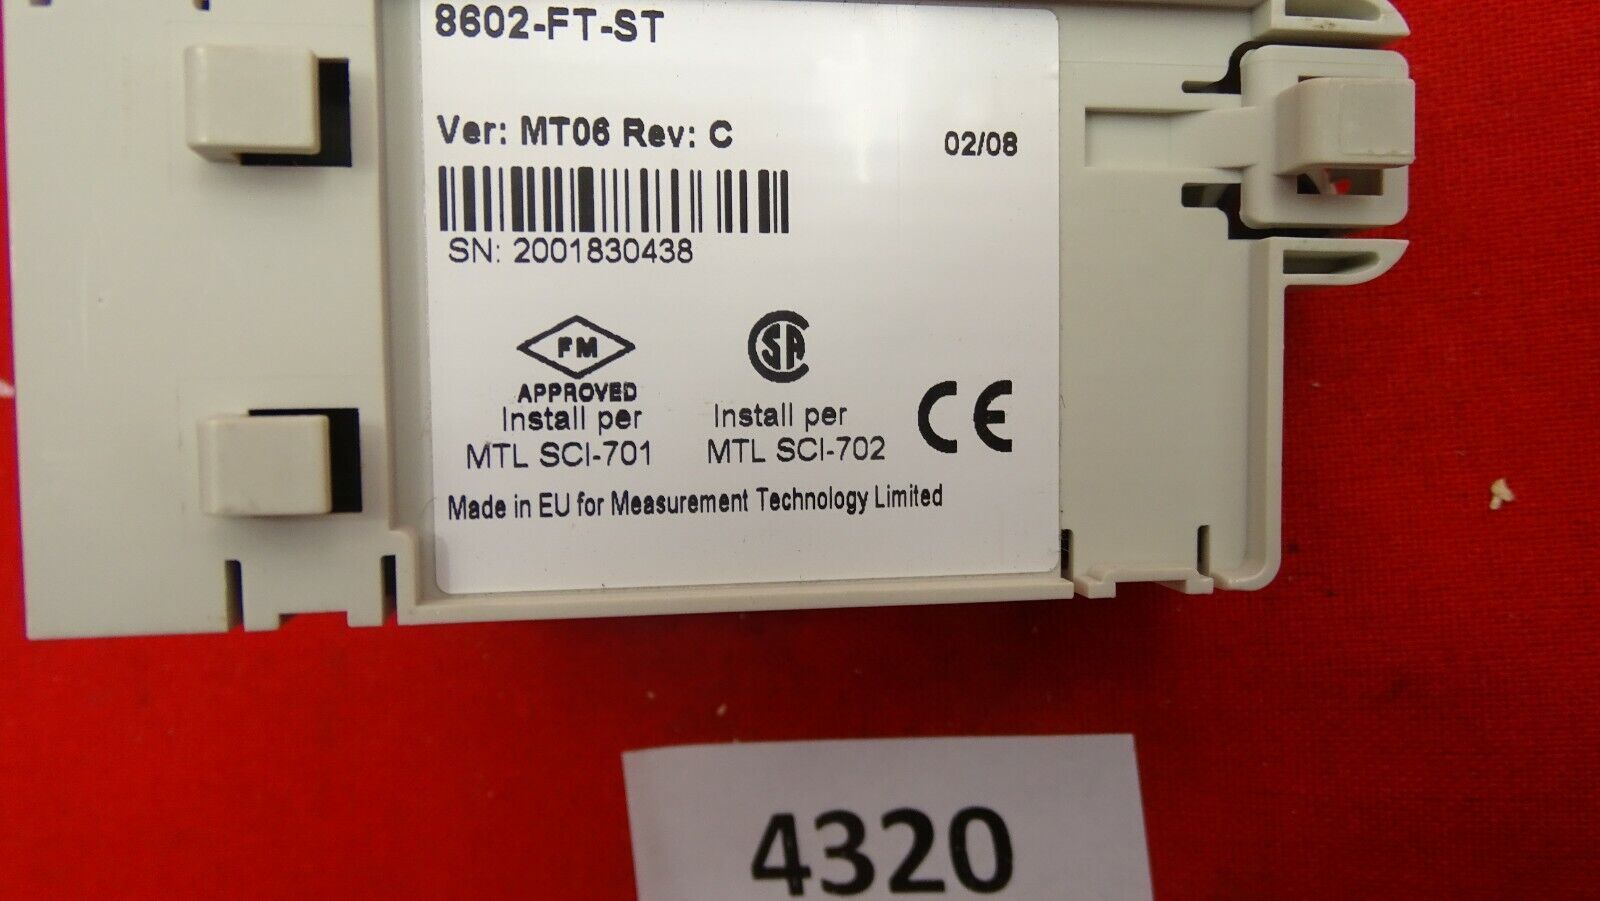 8602-FT-ST
Ver: MT06 Rev: C
02/08
SN: 2001830438
FM
APPROVED
Install per
MTL SCI-701
CSA
Install per
MTL SCI-702
CE
Made in EU for Measurement Technology Limited
4320